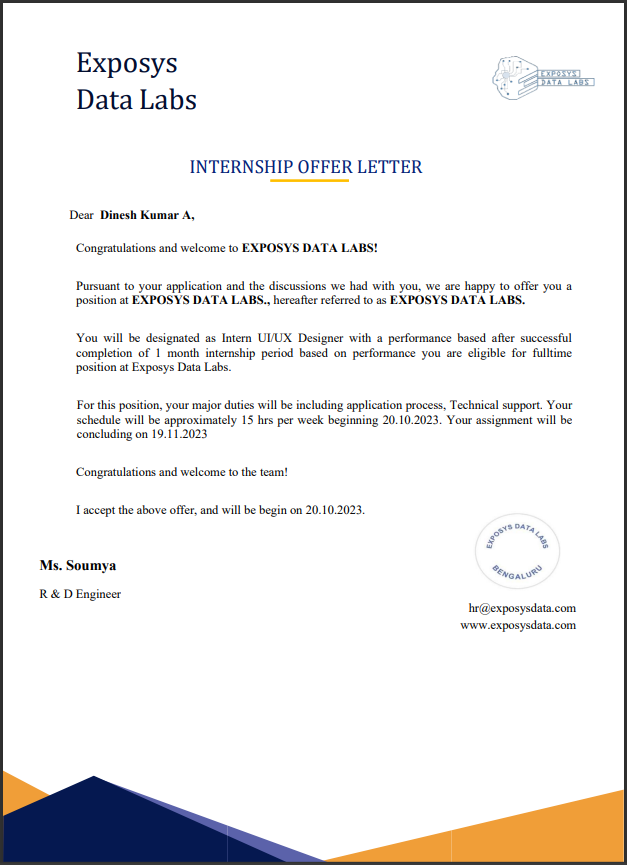 Exposys
Data Labs
EXPOSYS
DATA LABS
INTERNSHIP OFFER LETTER
Dear Dinesh Kumar A,
Congratulations and welcome to EXPOSYS DATA LABS!
Pursuant to your application and the discussions we had with you, we are happy to offer you a
position at EXPOSYS DATA LABS., hereafter referred to as EXPOSYS DATA LABS.
You will be designated as Intern UI/UX Designer with a performance based after successful
completion of 1 month internship period based on performance you are eligible for fulltime
position at Exposys Data Labs.
For this position, your major duties will be including application process, Technical support. Your
schedule will be approximately 15 hrs per week beginning 20.10.2023. Your assignment will be
concluding on 19.11.2023
Congratulations and welcome to the team!
I accept the above offer, and will be begin on 20.10.2023.
EXPOSYS DATA LABS
BENGALURU
Ms. Soumya
R & D Engineer
hr@exposysdata.com
www.exposysdata.com